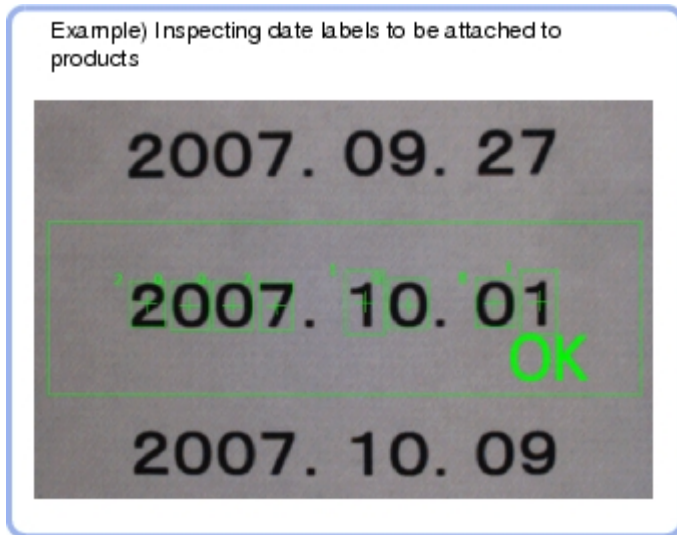 Example) Inspecting date labels to be attached to
products
2007. 09. 27
2007. 10. 01
OK
2007. 10. 09